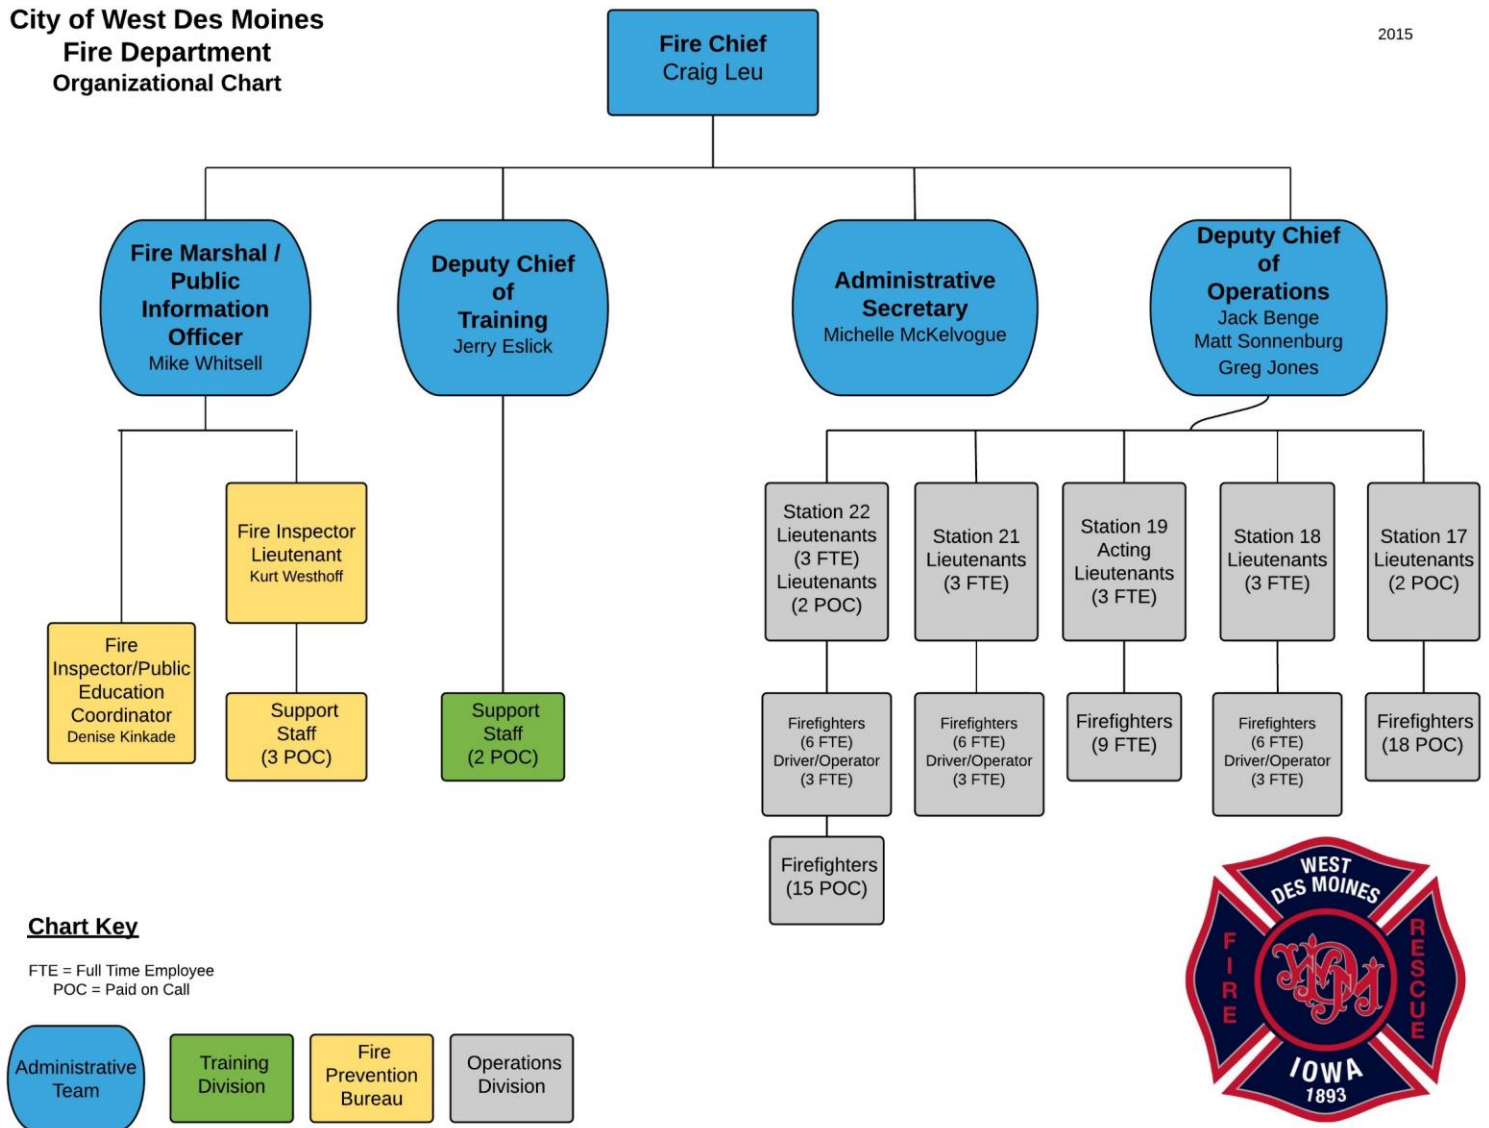 City of West Des Moines
Fire Department
Organizational Chart
2015
Fire Chief
Craig Leu
Fire Marshal /
Public
Information
Officer
Mike Whitsell
Deputy Chief
of
Training
Jerry Eslick
Administrative
Secretary
Michelle McKelvogue
Deputy Chief
of
Operations
Jack Benge
Matt Sonnenburg
Greg Jones
Fire Inspector
Lieutenant
Kurt Westhoff
Station 22
Lieutenants
(3 FTE)
Lieutenants
(2 POC)
Station 21
Lieutenants
(3 FTE)
Station 19
Acting
Lieutenants
(3 FTE)
Station 18
Lieutenants
(3 FTE)
Station 17
Lieutenants
(2 POC)
Fire
Inspector/Public
Education
Coordinator
Denise Kinkade
Support
Staff
(3 POC)
Support
Staff
(2 POC)
Firefighters
(6 FTE)
Driver/Operator
(3 FTE)
Firefighters
(6 FTE)
Driver/Operator
(3 FTE)
Firefighters
(9 FTE)
Firefighters
(6 FTE)
Driver/Operator
(3 FTE)
Firefighters
(18 POC)
Firefighters
(15 POC)
Chart Key
FTE = Full Time Employee
POC = Paid on Call
Administrative
Team
Training
Division
Fire
Prevention
Bureau
Operations
Division
WEST
DES MOINES
FIRE
RESCUE
WDM
IOWA
1893